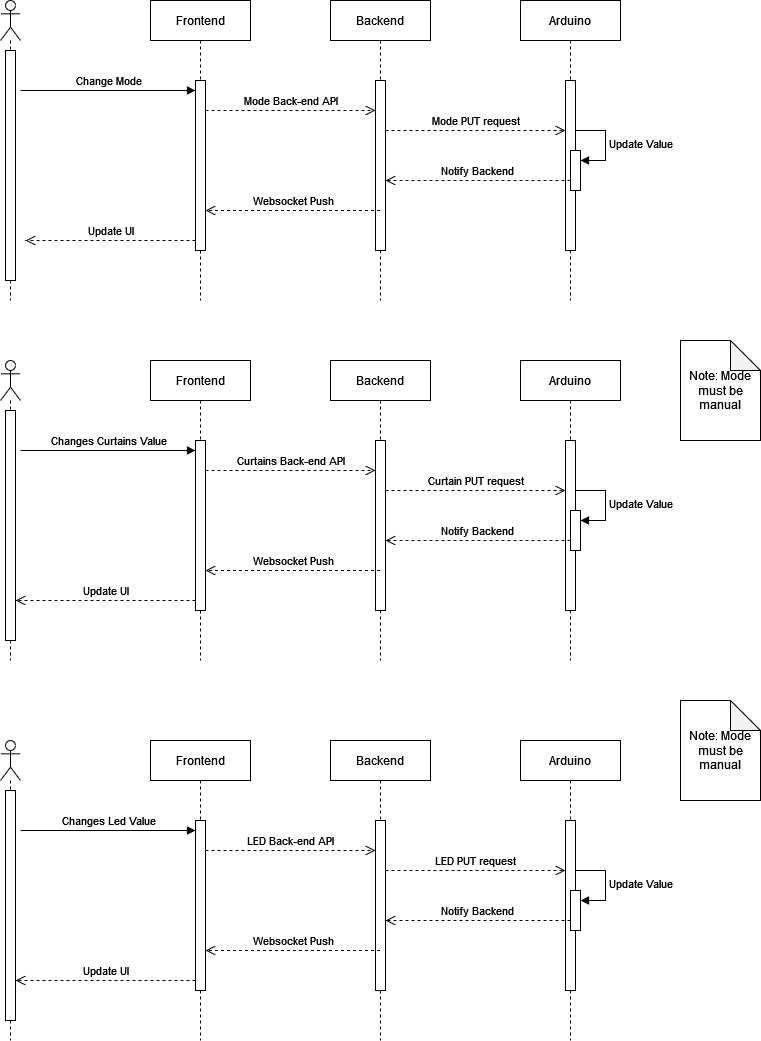 Frontend
Backend
Arduino
Change Mode
Mode Back-end API
Mode PUT request
Update Value
Notify Backend
Websocket Push
Update UI
Note: Mode
must be
manual
Frontend
Backend
Arduino
Changes Curtains Value
Curtains Back-end API
Curtain PUT request
Update Value
Notify Backend
Websocket Push
Update UI
Note: Mode
must be
manual
Frontend
Backend
Arduino
Changes Led Value
LED Back-end API
LED PUT request
Update Value
Notify Backend
Websocket Push
Update UI